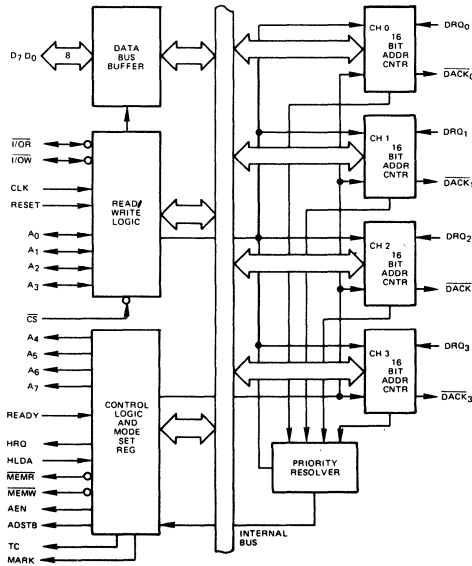 D7 D0
8
DATA
BUS
BUFFER
I/OR
I/OW
CLK
RESET
A0
A1
A2
A3
CS
READ/
WRITE
LOGIC
A4
A5
A6
A7
READY
HRQ
HLDA
MEMR
MEMW
AEN
ADSTB
TC
MARK
CONTROL
LOGIC
AND
MODE
SET
REG
INTERNAL
BUS
CH 0
16
BIT
ADDR
CNTR
DRQ0
DACK0
CH 1
16
BIT
ADDR
CNTR
DRQ1
DACK1
CH 2
16
BIT
ADDR
CNTR
DRQ2
DACK
CH 3
16
BIT
ADDR
CNTR
DRQ3
DACK3
PRIORITY
RESOLVER